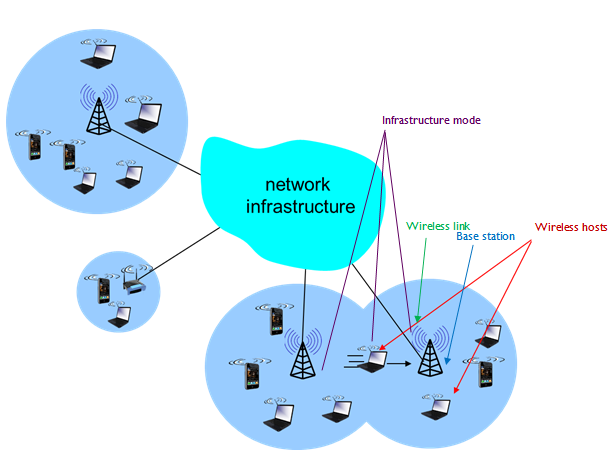 Infrastructure mode
network
infrastructure
Wireless link
Wireless hosts
Base station